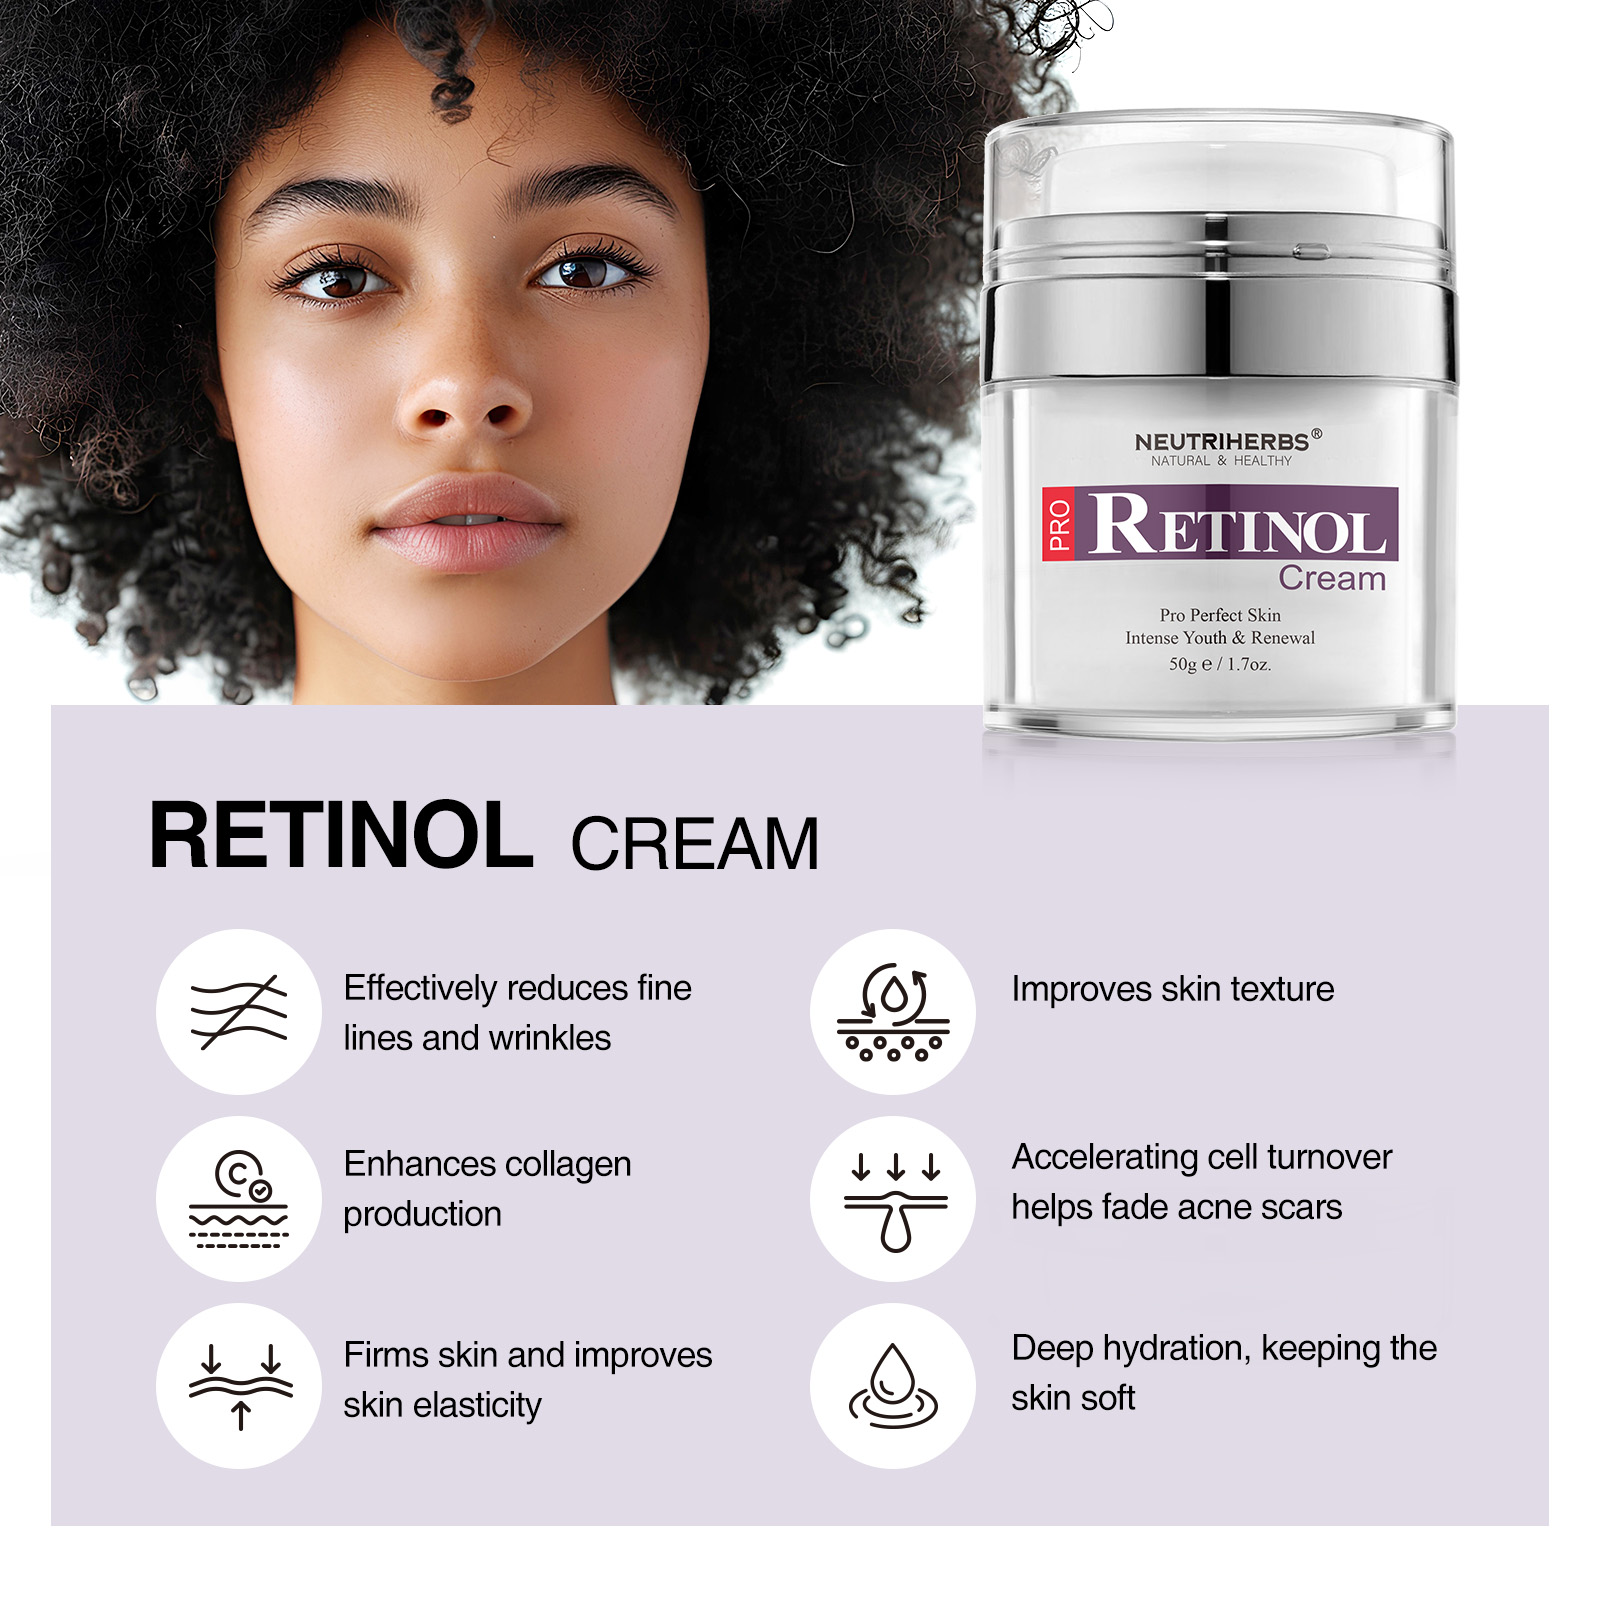 NEUTRIHERBS®
NATURAL & HEALTHY
PRO
RETINOL
Cream
Pro Perfect Skin
Intense Youth & Renewal
50g e / 1.7oz.
RETINOL CREAM
Effectively reduces fine
lines and wrinkles
Improves skin texture
C
Enhances collagen
production
Accelerating cell turnover
helps fade acne scars
Firms skin and improves
skin elasticity
Deep hydration, keeping the
skin soft